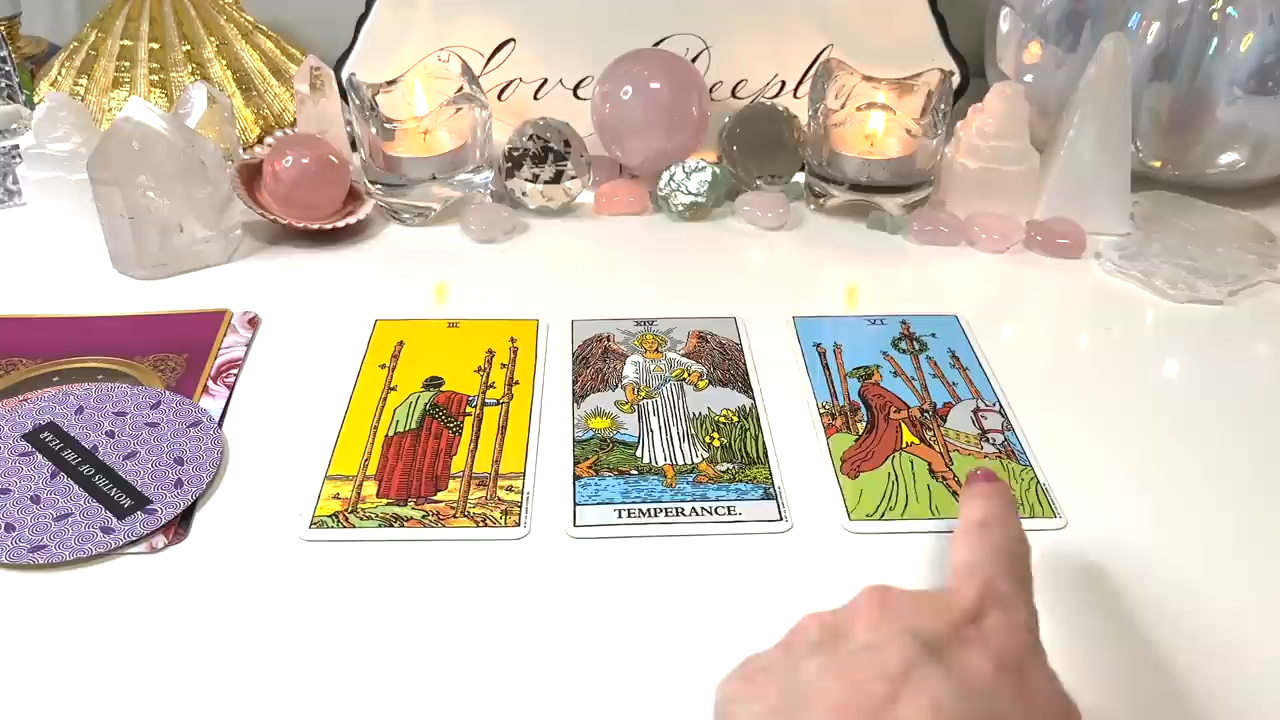 Love Deeply
III
XIV
VI
TEMPERANCE.
MONTHS OF THE YEAR